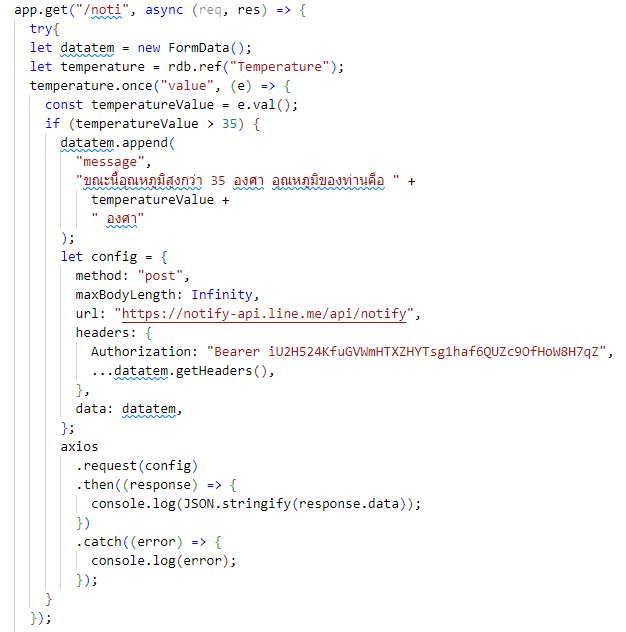 app.get("/noti", async (req, res) => {
try{
let datatem = new FormData();
let temperature = rdb.ref("Temperature");
temperature.once("value", (e) => {
const temperatureValue = e.val();
if (temperatureValue > 35) {
datatem.append(
"message",
"ขณะนี้อุณหภูมิสูงกว่า 35 องศา อุณหภูมิของท่านคือ " +
temperatureValue +
" องศา"
);
let config = {
method: "post",
maxBodyLength: Infinity,
url: "https://notify-api.line.me/api/notify",
headers: {
Authorization: "Bearer iU2H524KfuGVWmHTXZHYTsg1haf6QUZc9OfHoW8H7qZ",
...datatem.getHeaders(),
},
data: datatem,
};
axios
.request(config)
.then((response) => {
console.log(JSON.stringify(response.data));
})
.catch((error) => {
console.log(error);
});
}
});